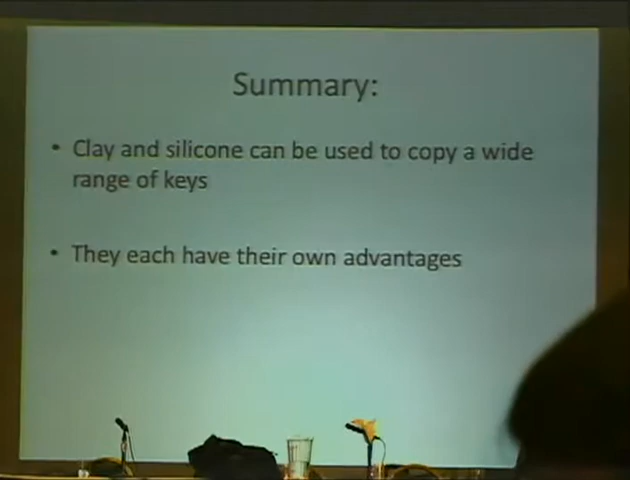 Summary:
• Clay and silicone can be used to copy a wide
range of keys
• They each have their own advantages